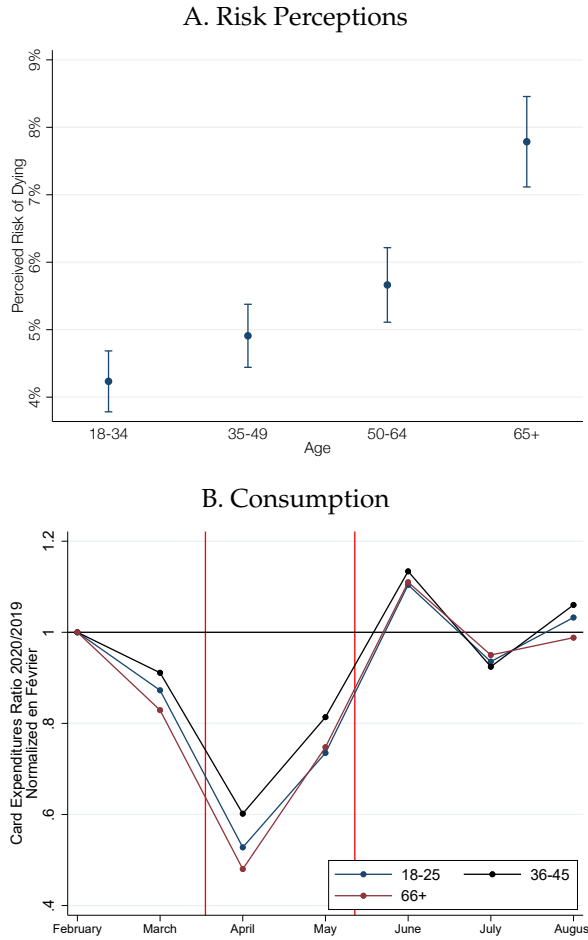 A. Risk Perceptions
9%
8%
7%
6%
5%
4%
Perceived Risk of Dying
18-34
35-49
50-64
65+
Age
B. Consumption
1.2
1
.8
.6
.4
Card Expenditures Ratio 2020/2019
Normalized en Février
18-25
36-45
66+
February
March
April
May
June
July
Augus